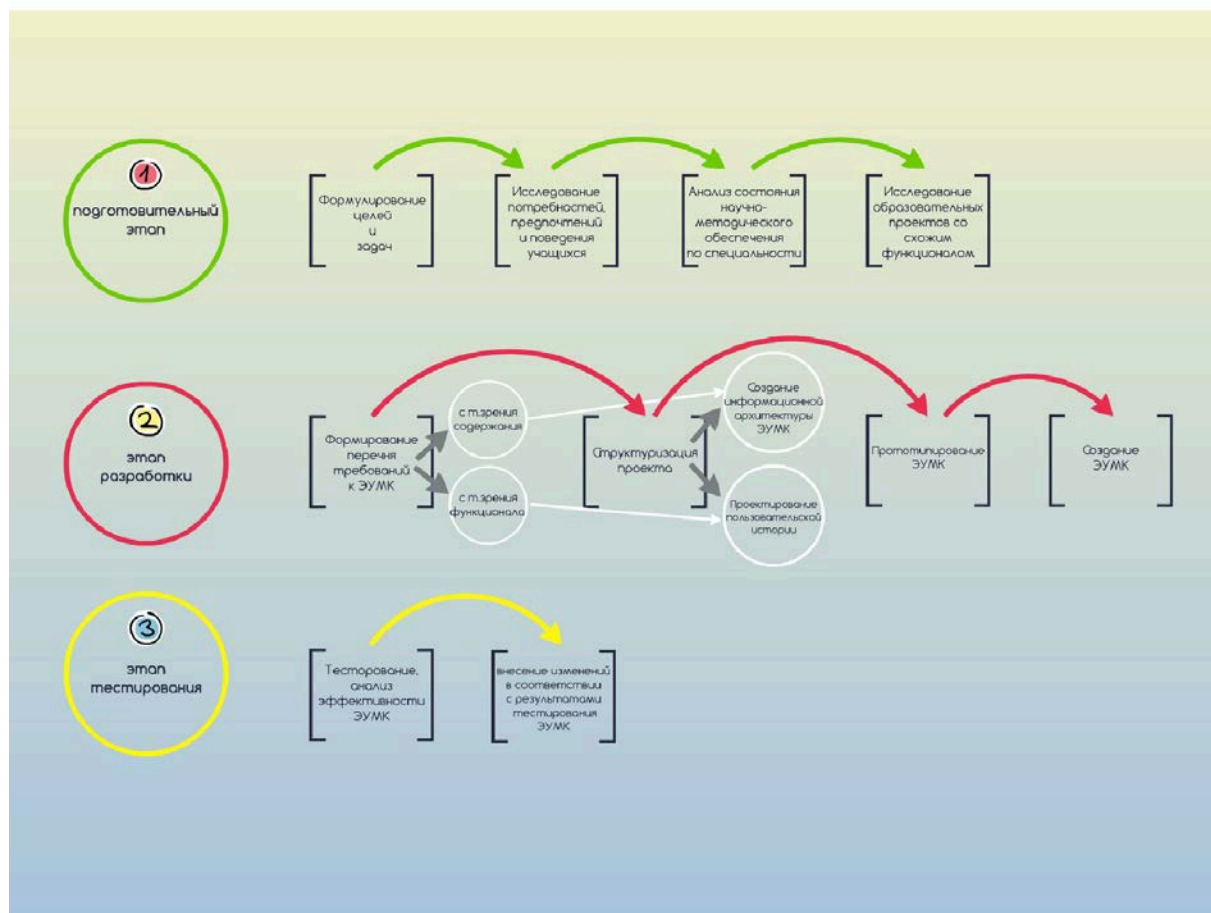 1
подготовительный
этап
Формулирование
целей
и
задач
Исследование
потребностей,
предпочтений
и поведения
учащихся
Анализ состояния
научно-
методического
обеспечения
по специальности
Исследование
образовательных
проектов со
схожим
функционалом
2
этап
разработки
Формирование
перечня
требований
к ЭУМК
с т.зрения
содержания
с т.зрения
функционала
Структуризация
проекта
Создание
информационной
архитектуры
ЭУМК
Проектирование
пользовательской
истории
Прототипирование
ЭУМК
Создание
ЭУМК
3
этап
тестирования
Тесторование,
анализ
эффективности
ЭУМК
внесение изменений
в соответствии
с результатами
тестирования
ЭУМК